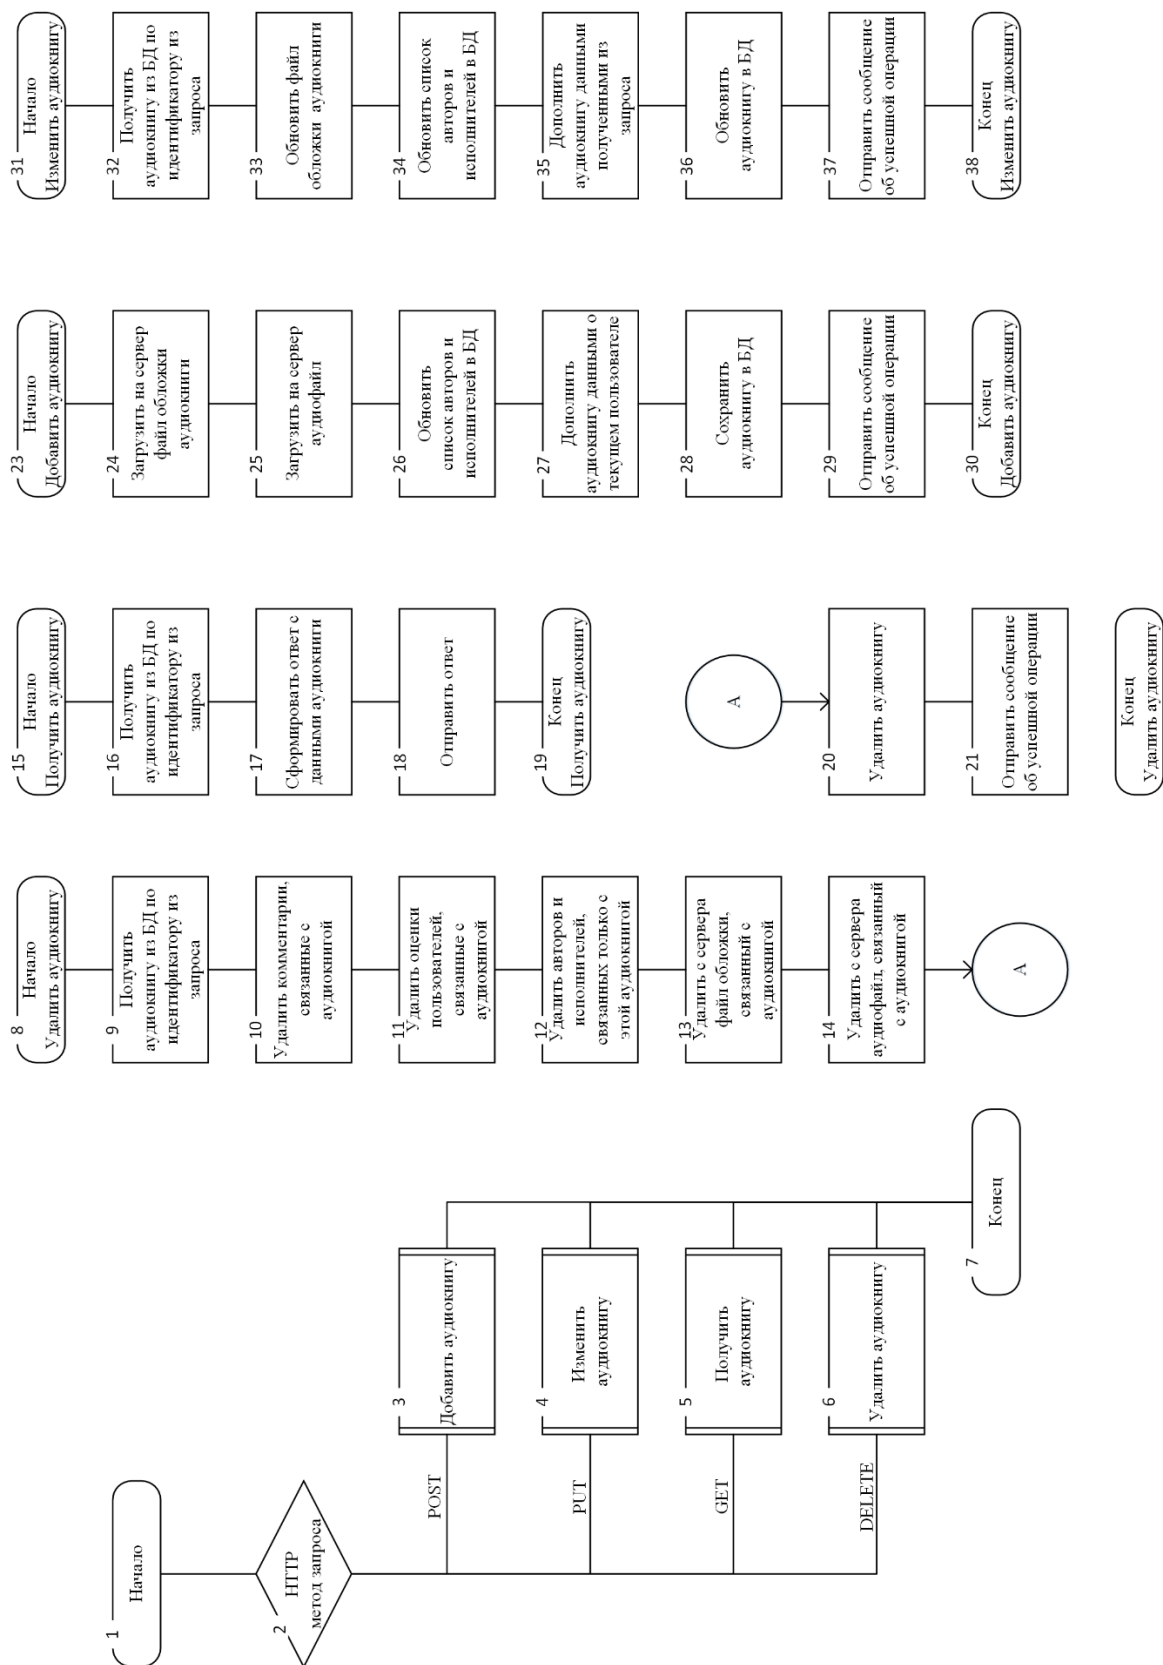 1
Начало
2
HTTP
метод запроса
POST
3
Добавить аудиокнигу
PUT
4
Изменить
аудиокнигу
GET
5
Получить
аудиокнигу
DELETE
6
Удалить аудиокнигу
7
Конец
8
Начало
Удалить аудиокнигу
9
Получить
аудиокнигу из БД по
идентификатору из
запроса
10
Удалить комментарии,
связанные с
аудиокнигой
11
Удалить оценки
пользователей,
связанные с
аудиокнигой
12
Удалить авторов и
исполнителей,
связанных только с
этой аудиокнигой
13
Удалить с сервера
файл обложки,
связанный с
аудиокнигой
14
Удалить с сервера
аудиофайл, связанный
с аудиокнигой
А
15
Начало
Получить аудиокнигу
16
Получить
аудиокнигу из БД по
идентификатору из
запроса
17
Сформировать ответ с
данными аудиокниги
18
Отправить ответ
19
Конец
Получить аудиокнигу
А
20
Удалить аудиокнигу
21
Отправить сообщение
об успешной операции
Конец
Удалить аудиокнигу
23
Начало
Добавить аудиокнигу
24
Загрузить на сервер
файл обложки
аудиокниги
25
Загрузить на сервер
аудиофайл
26
Обновить
список авторов и
исполнителей в БД
27
Дополнить
аудиокнигу данными о
текущем пользователе
28
Сохранить
аудиокнигу в БД
29
Отправить сообщение
об успешной операции
30
Конец
Добавить аудиокнигу
31
Начало
Изменить аудиокнигу
32
Получить
аудиокнигу из БД по
идентификатору из
запроса
33
Обновить файл
обложки аудиокниги
34
Обновить список
авторов и
исполнителей в БД
35
Дополнить
аудиокнигу данными
полученными из
запроса
36
Обновить
аудиокнигу в БД
37
Отправить сообщение
об успешной операции
38
Конец
Изменить аудиокнигу